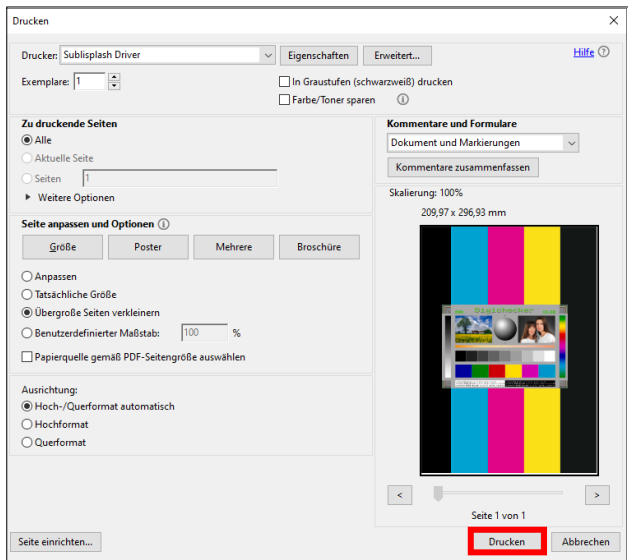 Drucken
Drucker: Sublisplash Driver
Eigenschaften
Erweitert...
Hilfe
Exemplare: 1
In Graustufen (schwarzweiß) drucken
Farbe/Toner sparen
Zu druckende Seiten
Alle
Aktuelle Seite
Seiten 1
Weitere Optionen
Seite anpassen und Optionen
Größe Poster Mehrere Broschüre
Anpassen
Tatsächliche Größe
Übergroße Seiten verkleinern
Benutzerdefinierter Maßstab: 100 %
Papierquelle gemäß PDF-Seitengröße auswählen
Ausrichtung:
Hoch-/Querformat automatisch
Hochformat
Querformat
Kommentare und Formulare
Dokument und Markierungen
Kommentare zusammenfassen
Skalierung: 100%
209,97 x 296,93 mm
< >
Seite 1 von 1
Seite einrichten...
Drucken
Abbrechen